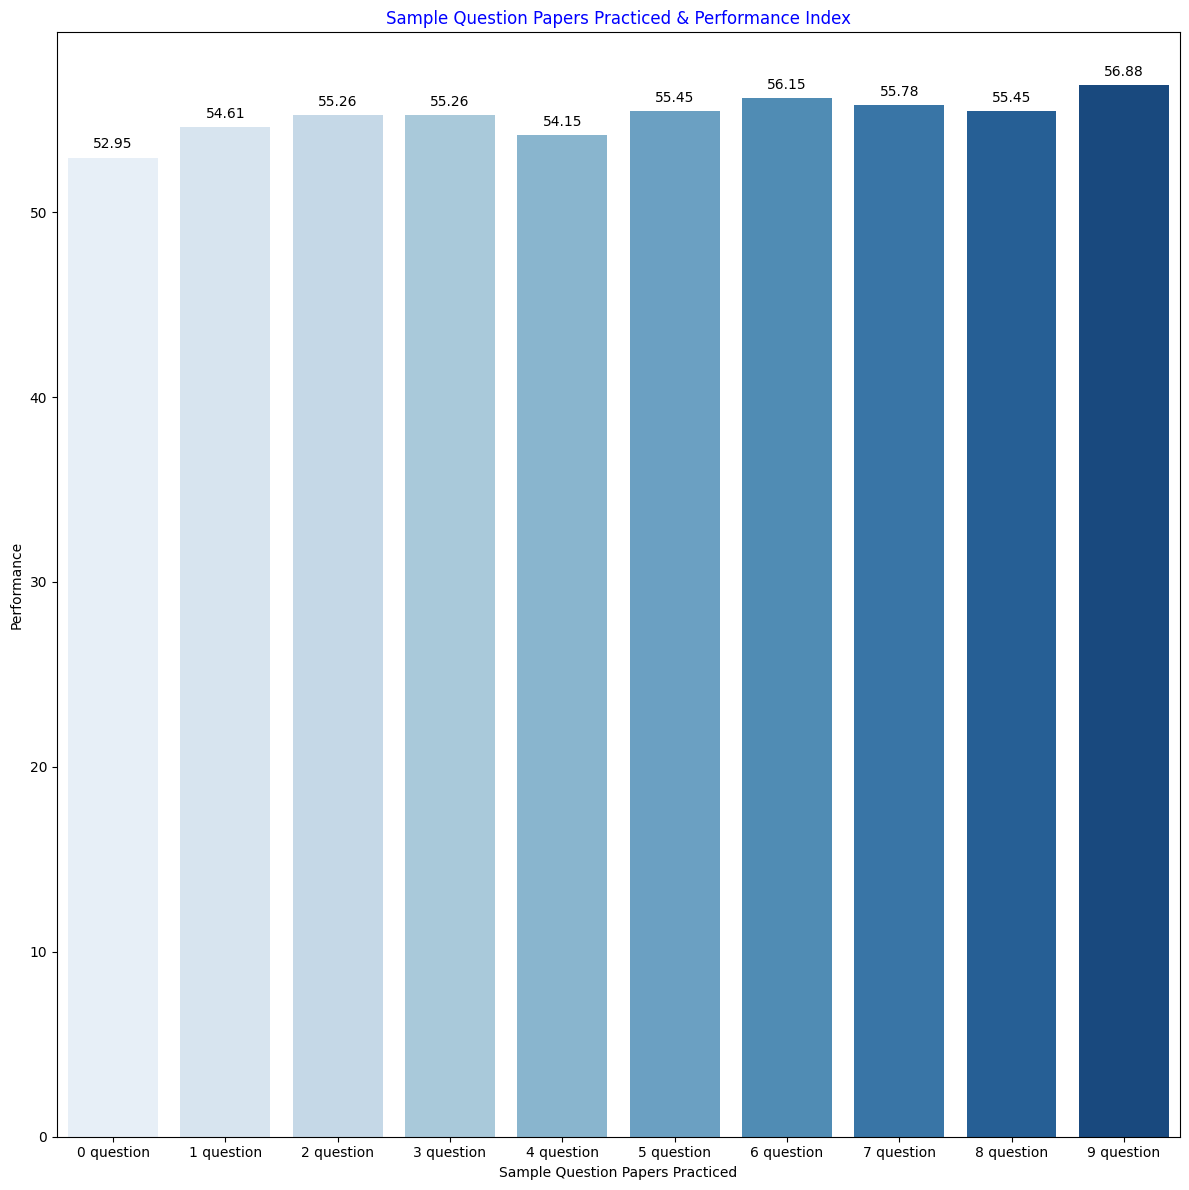 Sample Question Papers Practiced & Performance Index
52.95
54.61
55.26
55.26
54.15
55.45
56.15
55.78
55.45
56.88
Performance
50
40
30
20
10
0
0 question
1 question
2 question
3 question
4 question
5 question
6 question
7 question
8 question
9 question
Sample Question Papers Practiced